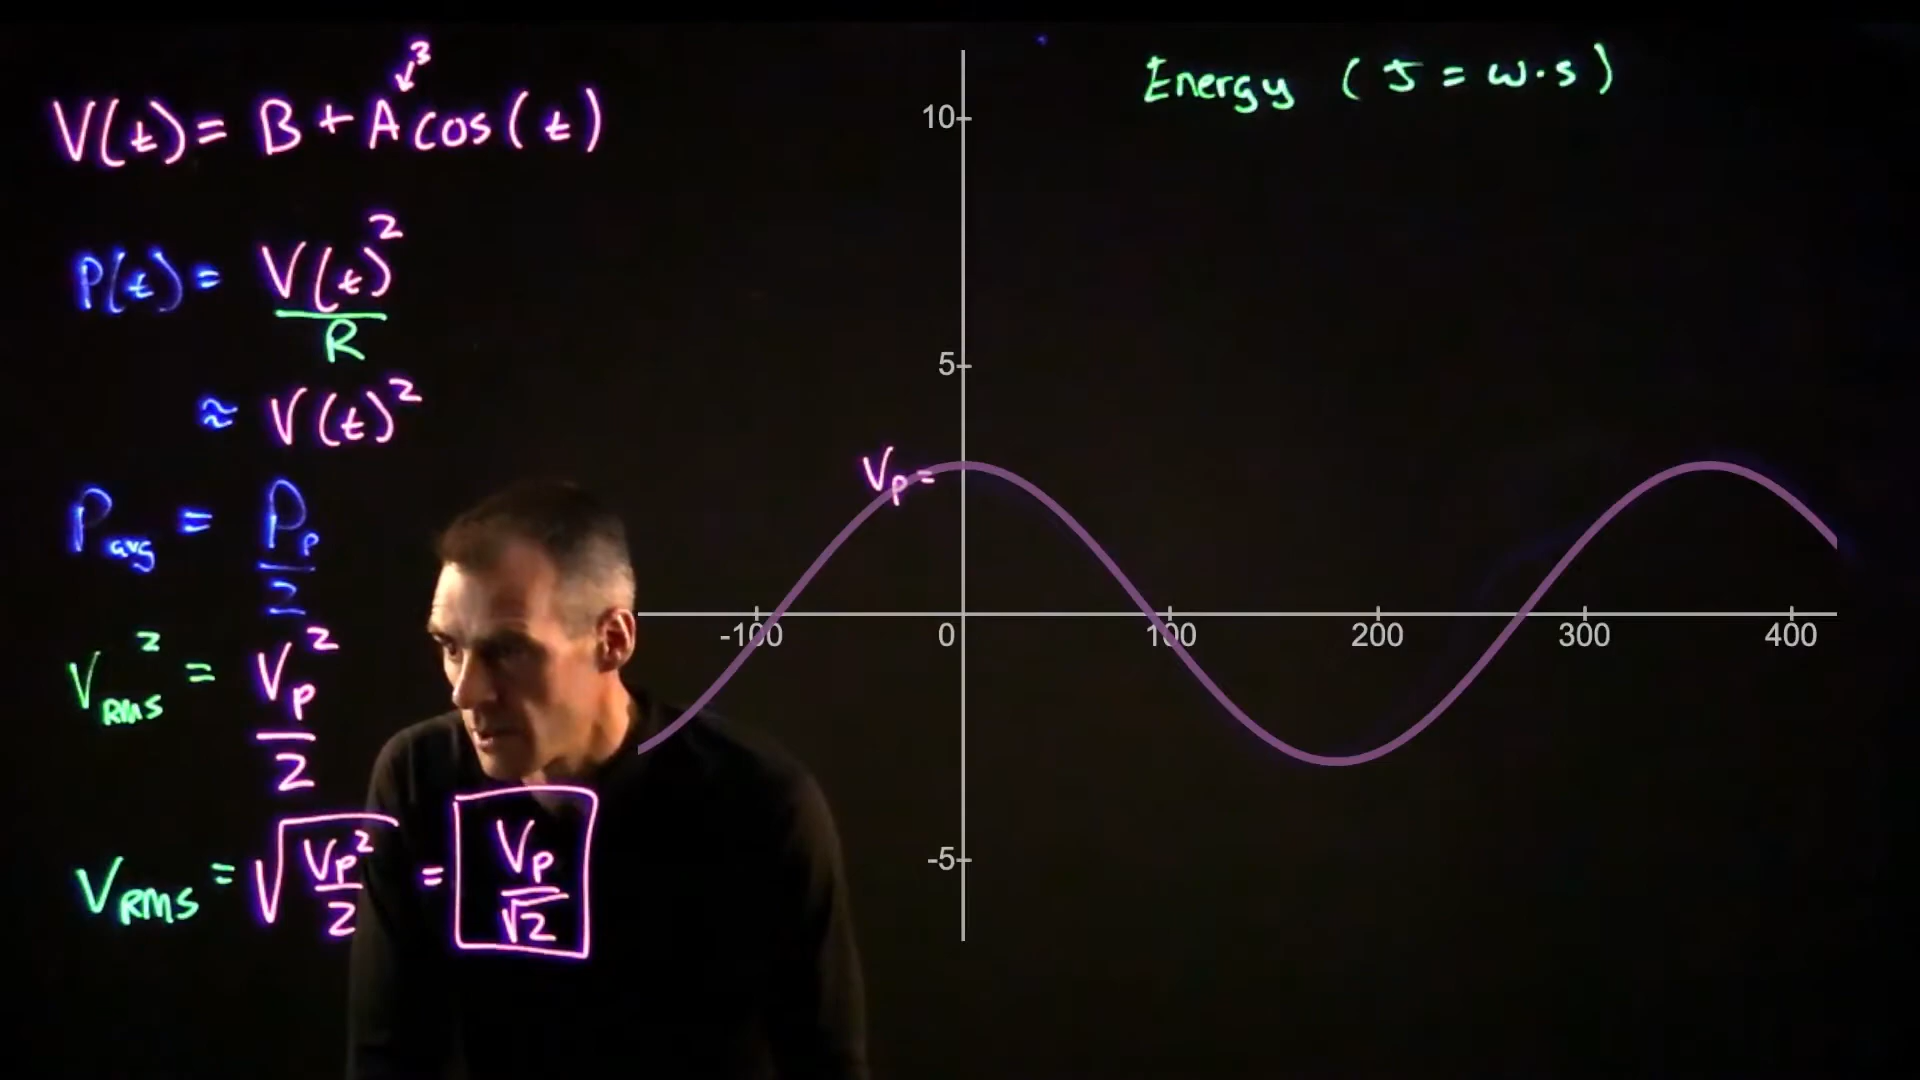 3
V(t) = B + A cos(t)
Energy (J = W·s)
P(t) = V(t)²
R
≈ V(t)²
P avg = Pp
2
V RMS² = Vp²
2
V RMS = √ Vp² = Vp
2 √2
10
5
Vp =
-100 0 100 200 300 400
-5